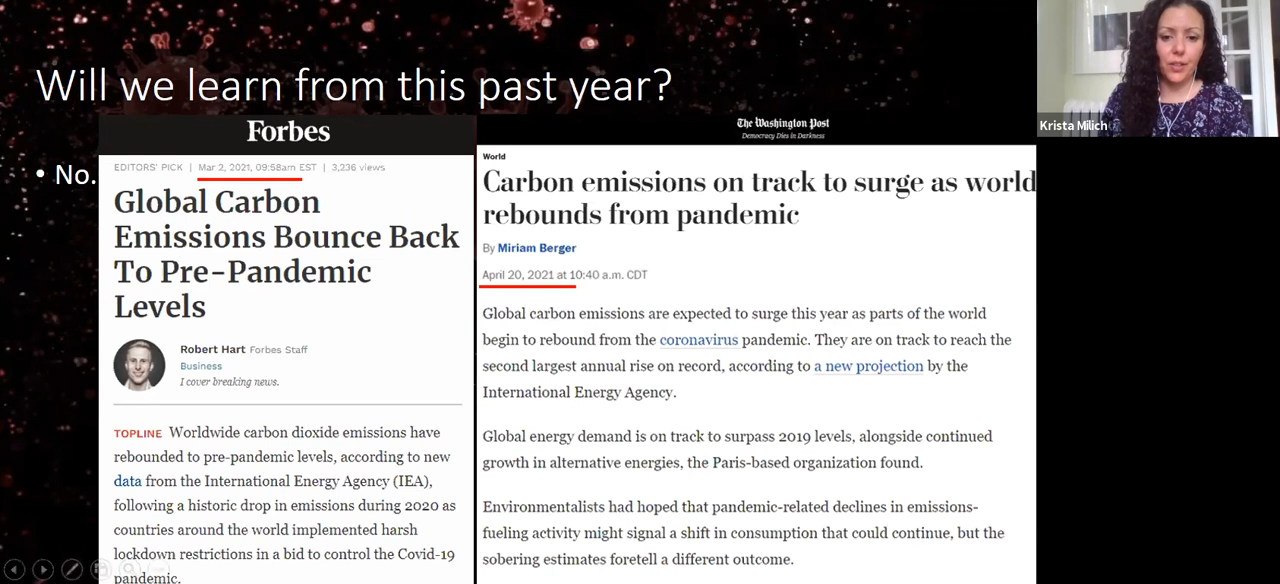 Will we learn from this past year?
• No.
Forbes
EDITORS' PICK | Mar 2, 2021, 09:58am EST | 3,236 views
Global Carbon
Emissions Bounce Back
To Pre-Pandemic
Levels
Robert Hart Forbes Staff
Business
I cover breaking news.
TOPLINE Worldwide carbon dioxide emissions have
rebounded to pre-pandemic levels, according to new
data from the International Energy Agency (IEA),
following a historic drop in emissions during 2020 as
countries around the world implemented harsh
lockdown restrictions in a bid to control the Covid-19
pandemic.
The Washington Post
Democracy Dies in Darkness
World
Carbon emissions on track to surge as world
rebounds from pandemic
By Miriam Berger
April 20, 2021 at 10:40 a.m. CDT
Global carbon emissions are expected to surge this year as parts of the world
begin to rebound from the coronavirus pandemic. They are on track to reach the
second largest annual rise on record, according to a new projection by the
International Energy Agency.
Global energy demand is on track to surpass 2019 levels, alongside continued
growth in alternative energies, the Paris-based organization found.
Environmentalists had hoped that pandemic-related declines in emissions-
fueling activity might signal a shift in consumption that could continue, but the
sobering estimates foretell a different outcome.
Krista Milich